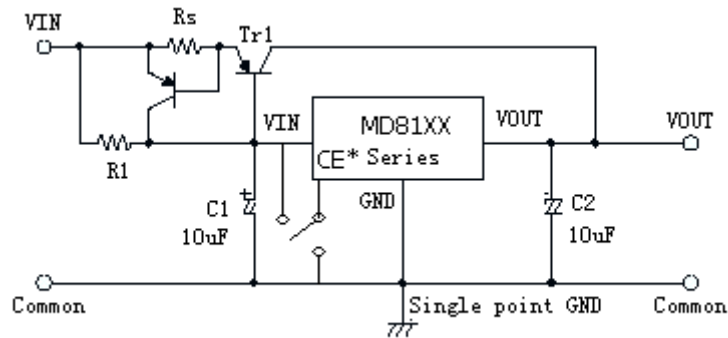 VIN
Rs
Tr1
VIN
MD81XX
VOUT
VOUT
CE* Series
R1
GND
C1
10uF
C2
10uF
Common
Single point GND
Common